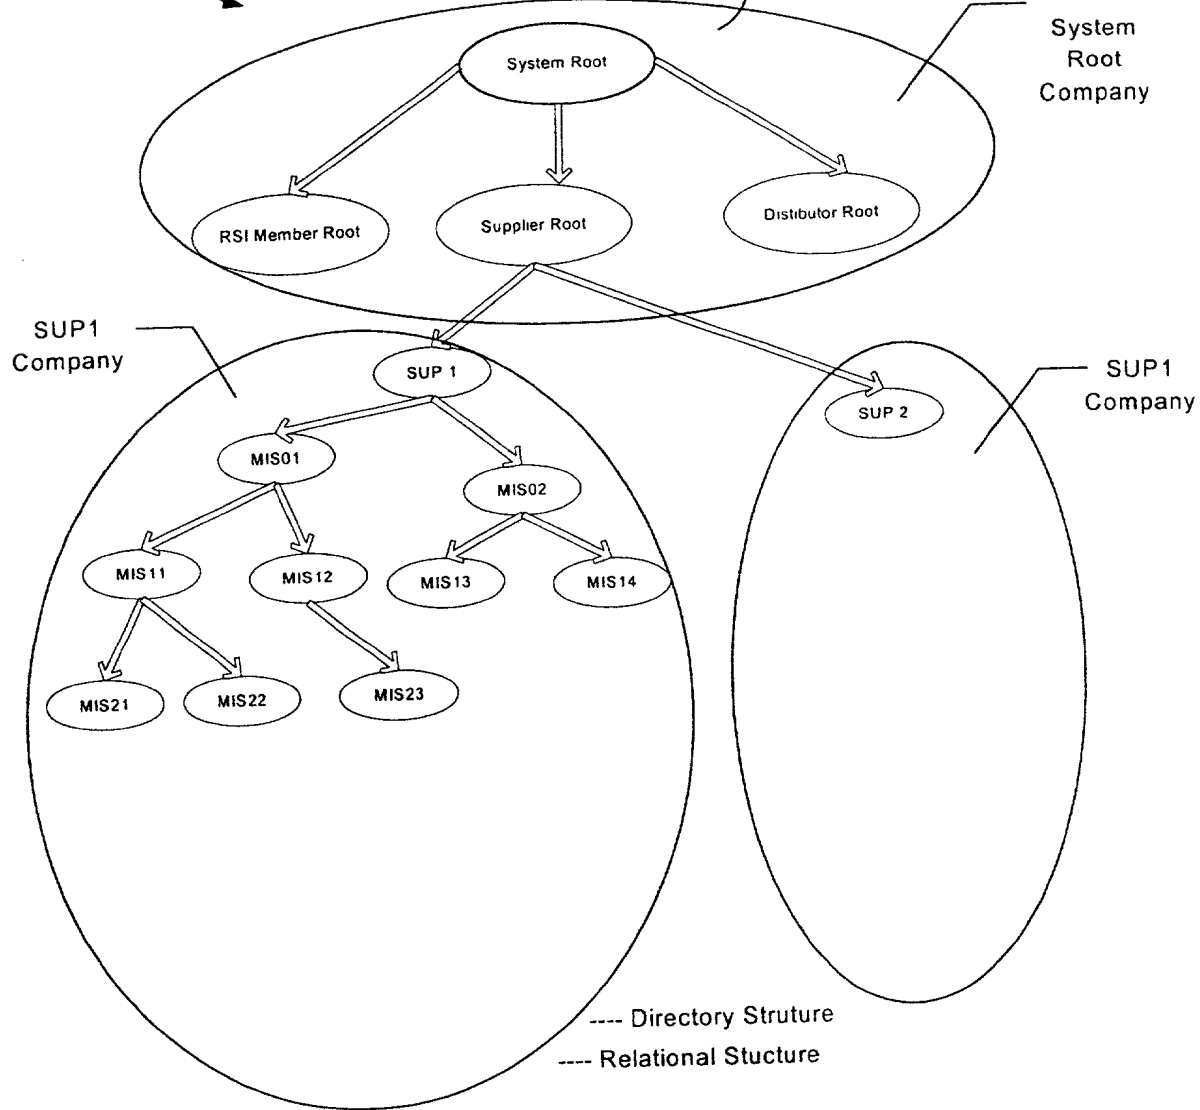 System
Root
Company
System Root
RSI Member Root
Supplier Root
Distibutor Root
SUP1
Company
SUP 1
SUP1
Company
SUP 2
MIS01
MIS02
MIS11
MIS12
MIS13
MIS14
MIS21
MIS22
MIS23
---- Directory Struture
---- Relational Stucture